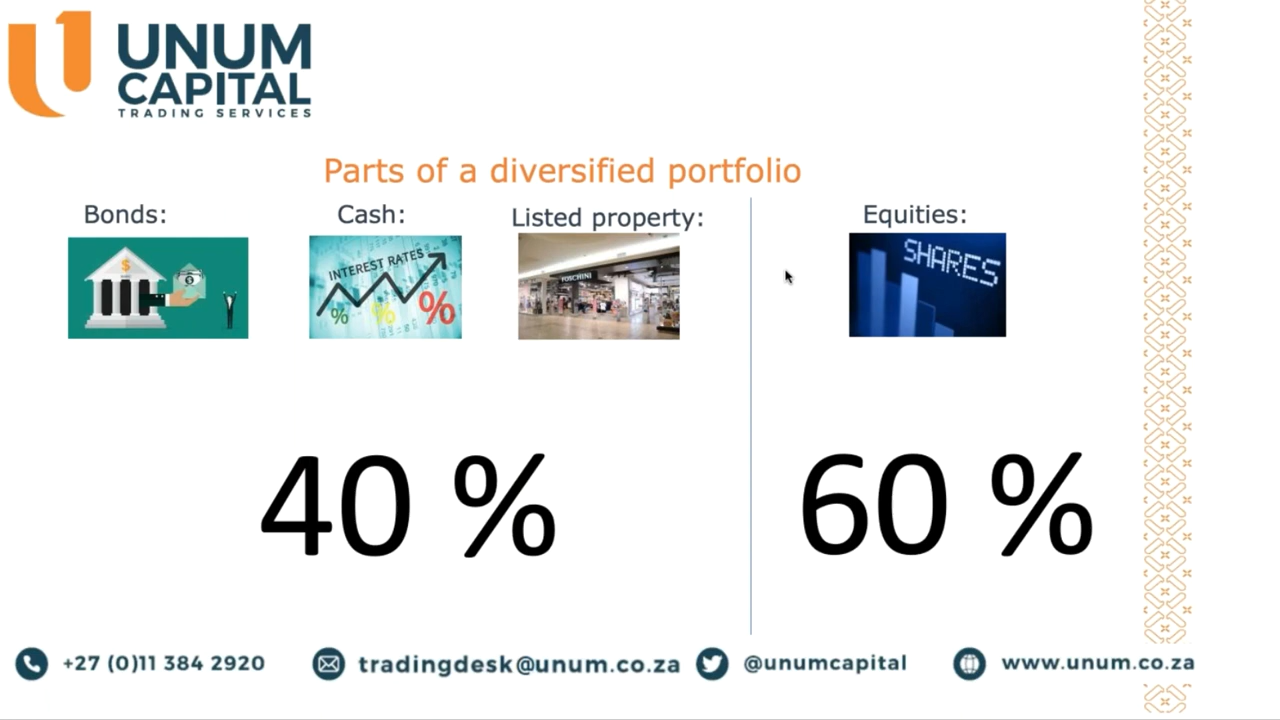 UNUM
CAPITAL
TRADING SERVICES
Parts of a diversified portfolio
Bonds:
Cash:
Listed property:
Equities:
$
$
INTEREST RATES
% % %
FOSCHINI
SHARES
40 %
60 %
+27 (0)11 384 2920
tradingdesk@unum.co.za
@unumcapital
www.unum.co.za